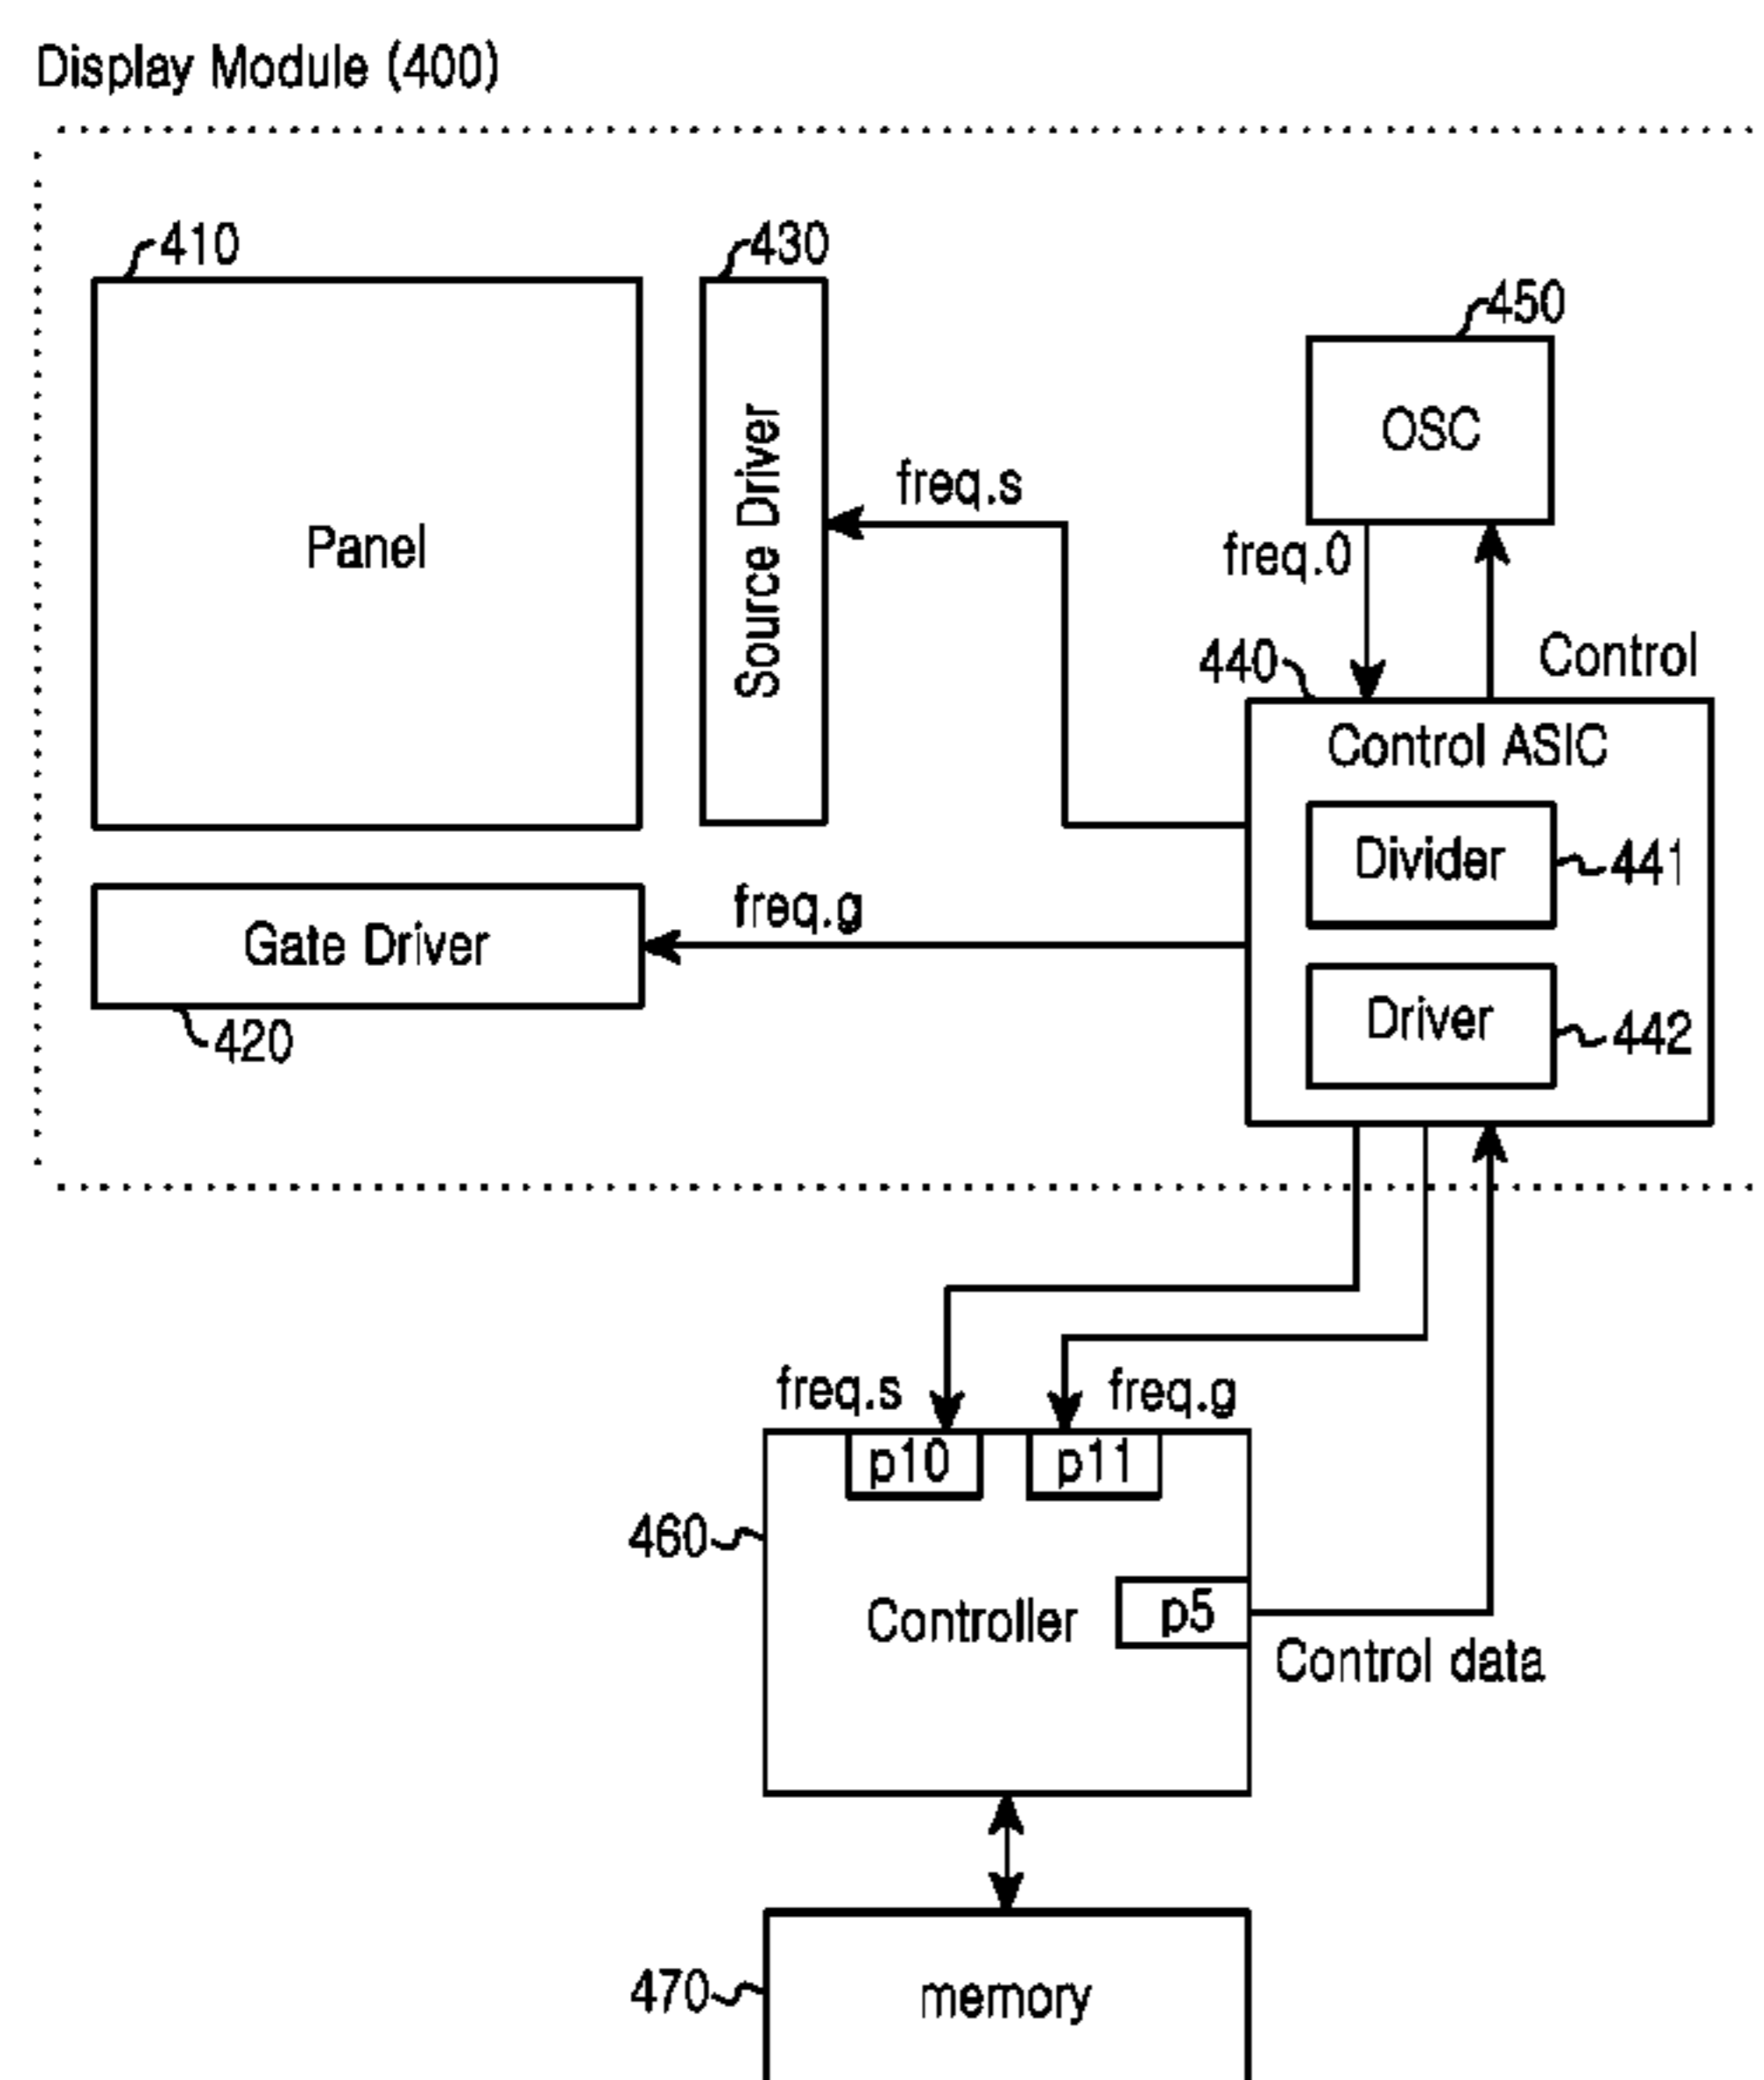 Display Module (400)
410
430
450
OSC
Panel
Source Driver
freq.s
freq.0
440
Control
Control ASIC
Divider
441
freq.g
Gate Driver
420
Driver
442
freq.s
freq.g
p10
p11
460
Controller
p5
Control data
470
memory